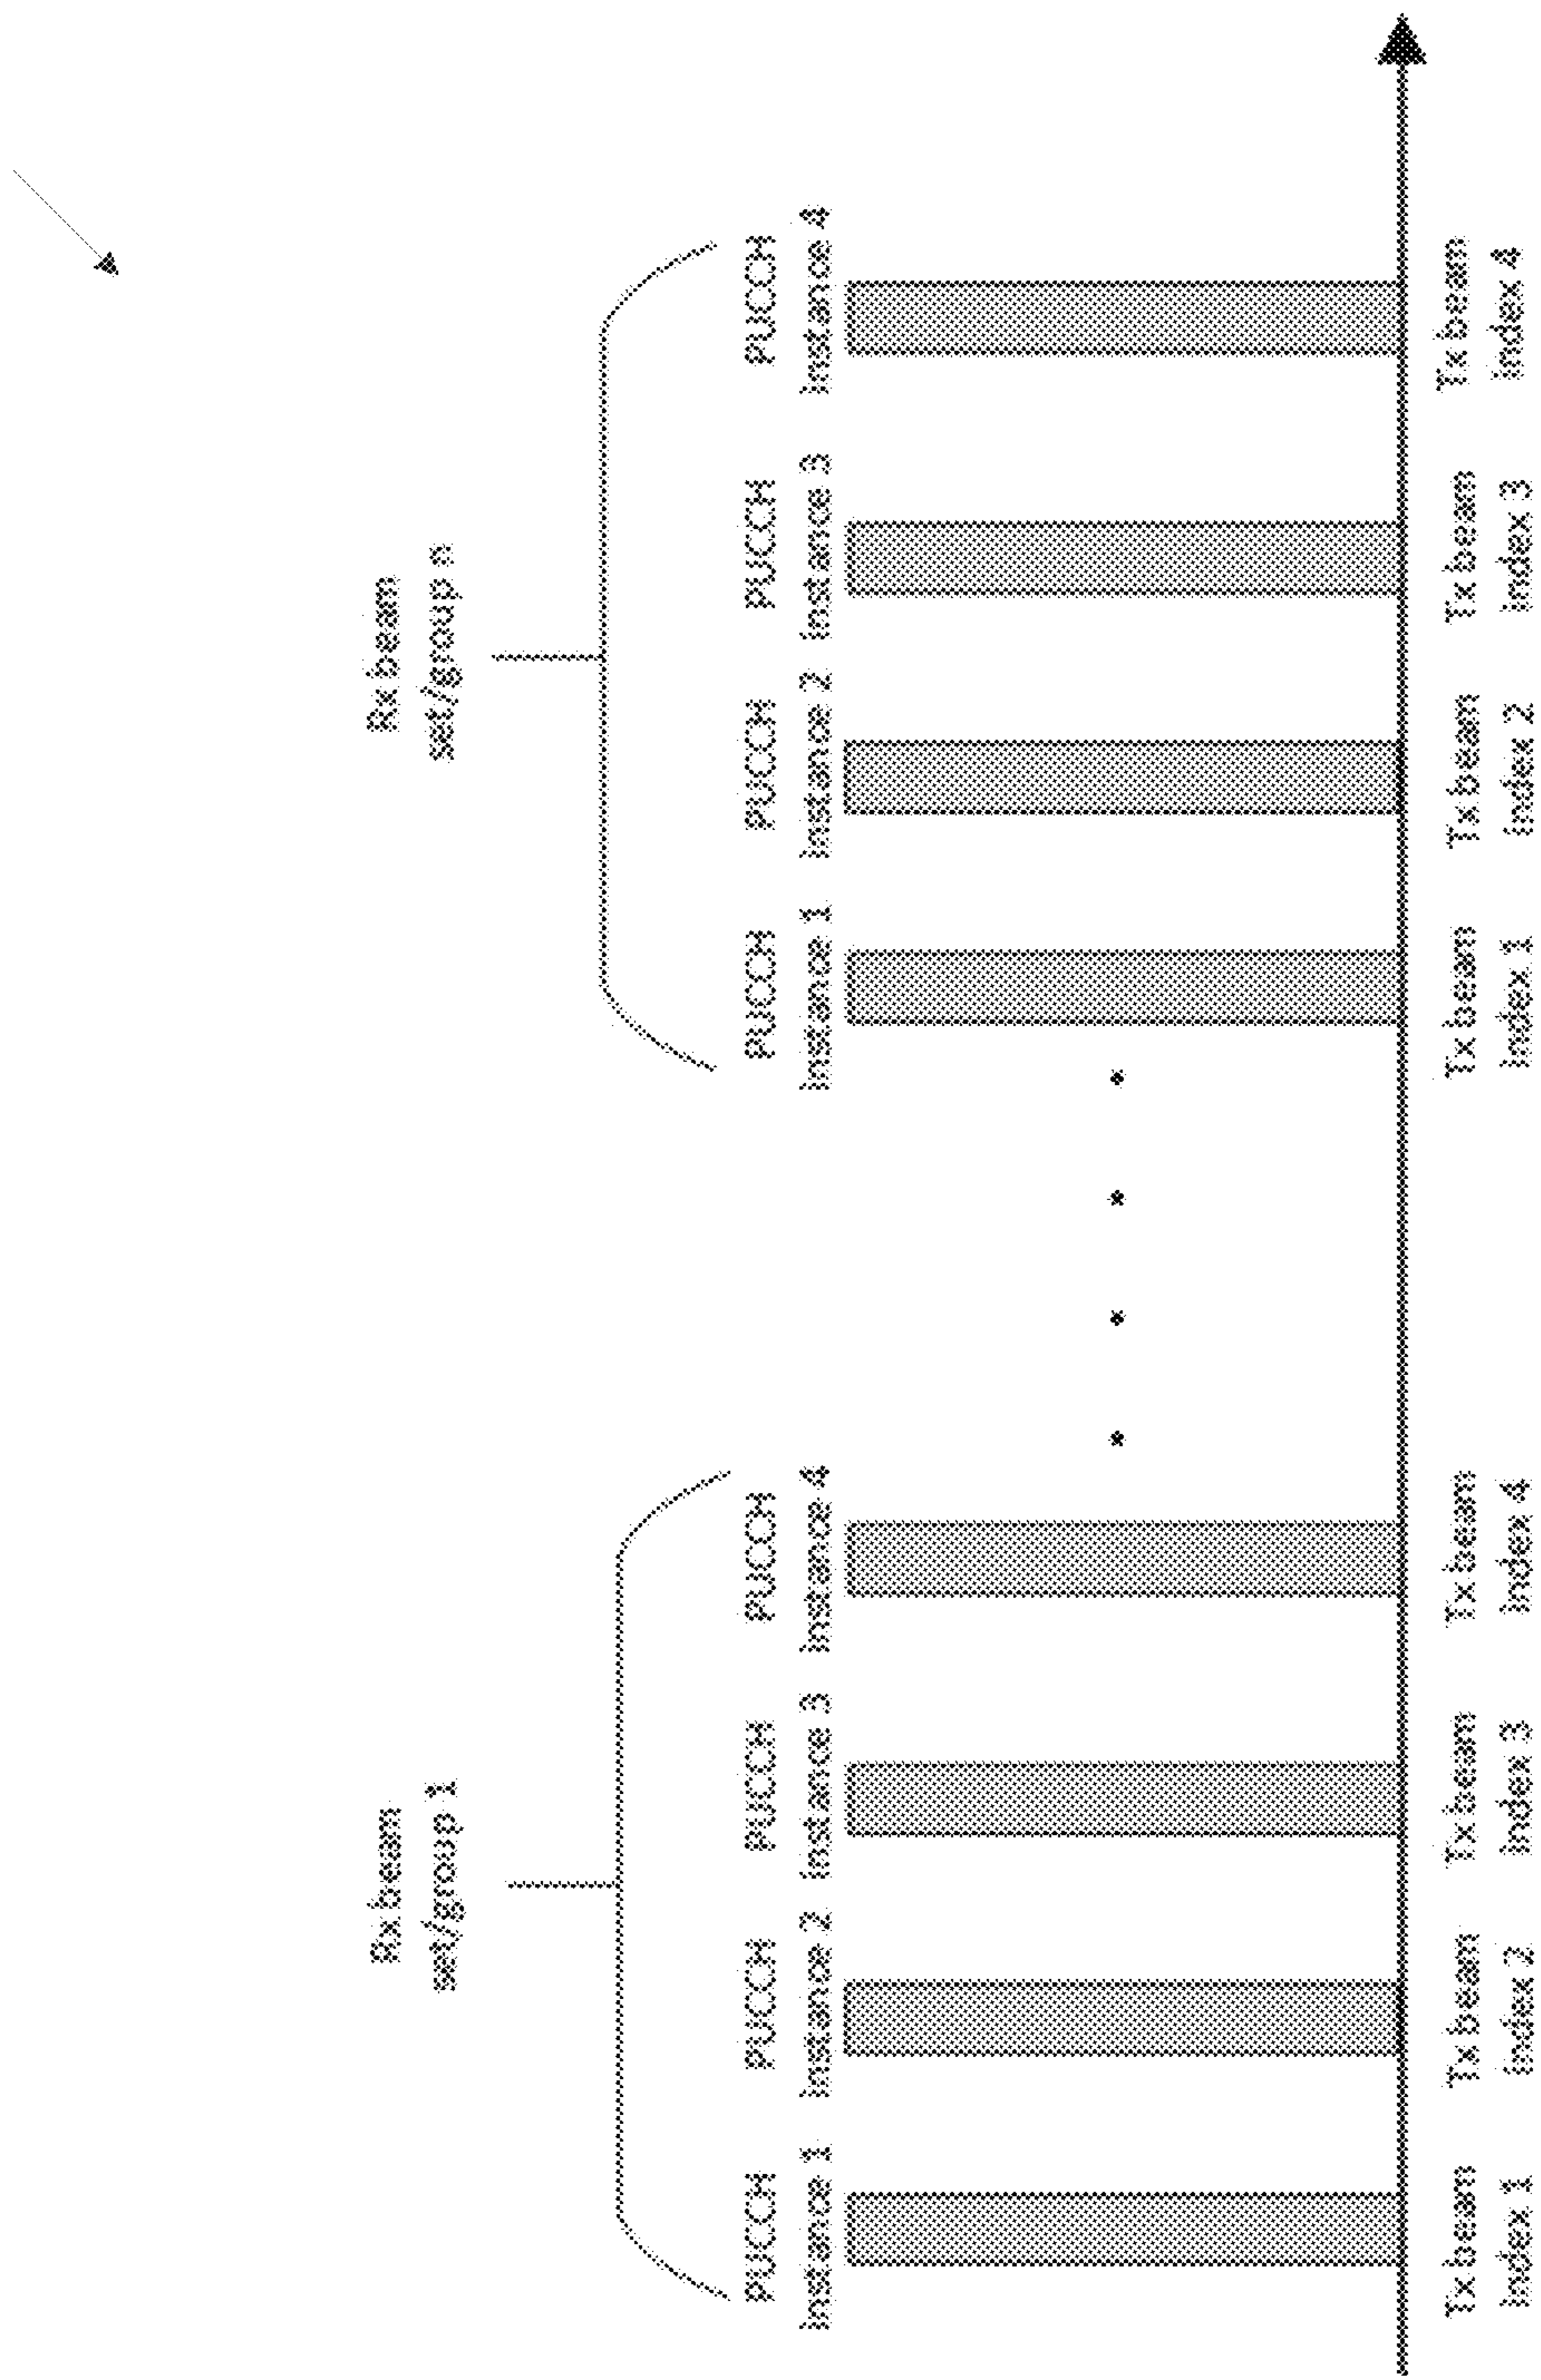 Rx beam
set/group 1
Rx beam
set/group n
PUCCH
Instance 1
PUCCH
Instance 2
PUCCH
Instance 3
PUCCH
Instance 4
PUCCH
Instance 1
PUCCH
Instance 2
PUCCH
Instance 3
PUCCH
Instance 4
Tx beam
Index 1
Tx beam
Index 2
Tx beam
Index 3
Tx beam
Index 4
Tx beam
Index 1
Tx beam
Index 2
Tx beam
Index 3
Tx beam
Index 4